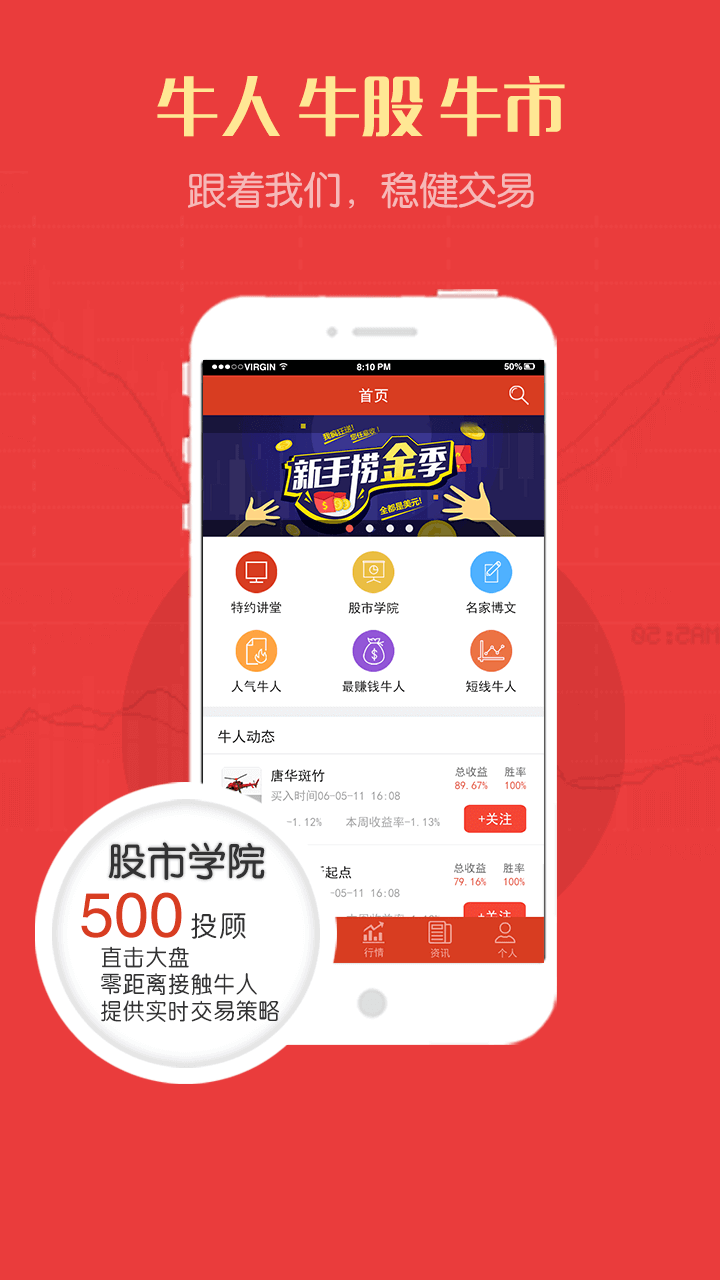 牛人 牛股 牛市
跟着我们，稳健交易
VIRGIN 8:10 PM 50%
首页
我疯狂送! 您任意收!
新手捞金季
全都是美元!
特约讲堂 股市学院 名家博文
人气牛人 最赚钱牛人 短线牛人
牛人动态
唐华斑竹 总收益 胜率
89.67% 100%
买入时间06-05-11 16:08
-1.12% 本周收益率-1.13%
+关注
起点 总收益 胜率
79.16% 100%
-05-11 16:08
+关注
行情 资讯 个人
股市学院
500 投顾
直击大盘
零距离接触牛人
提供实时交易策略
MA5:50